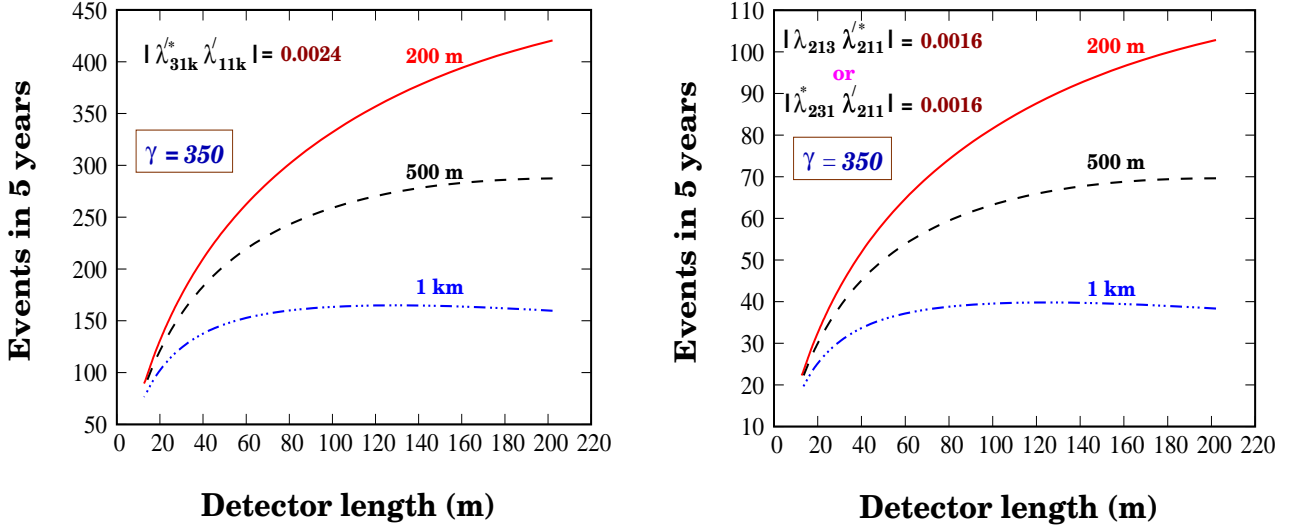 Events in 5 years
450
400
350
300
250
200
150
100
50
0 20 40 60 80 100 120 140 160 180 200 220
Detector length (m)
|λ′*31k λ′11k| = 0.0024
γ = 350
200 m
500 m
1 km
Events in 5 years
110
100
90
80
70
60
50
40
30
20
10
0 20 40 60 80 100 120 140 160 180 200 220
Detector length (m)
|λ213 λ′*211| = 0.0016
or
|λ*231 λ′211| = 0.0016
γ = 350
200 m
500 m
1 km